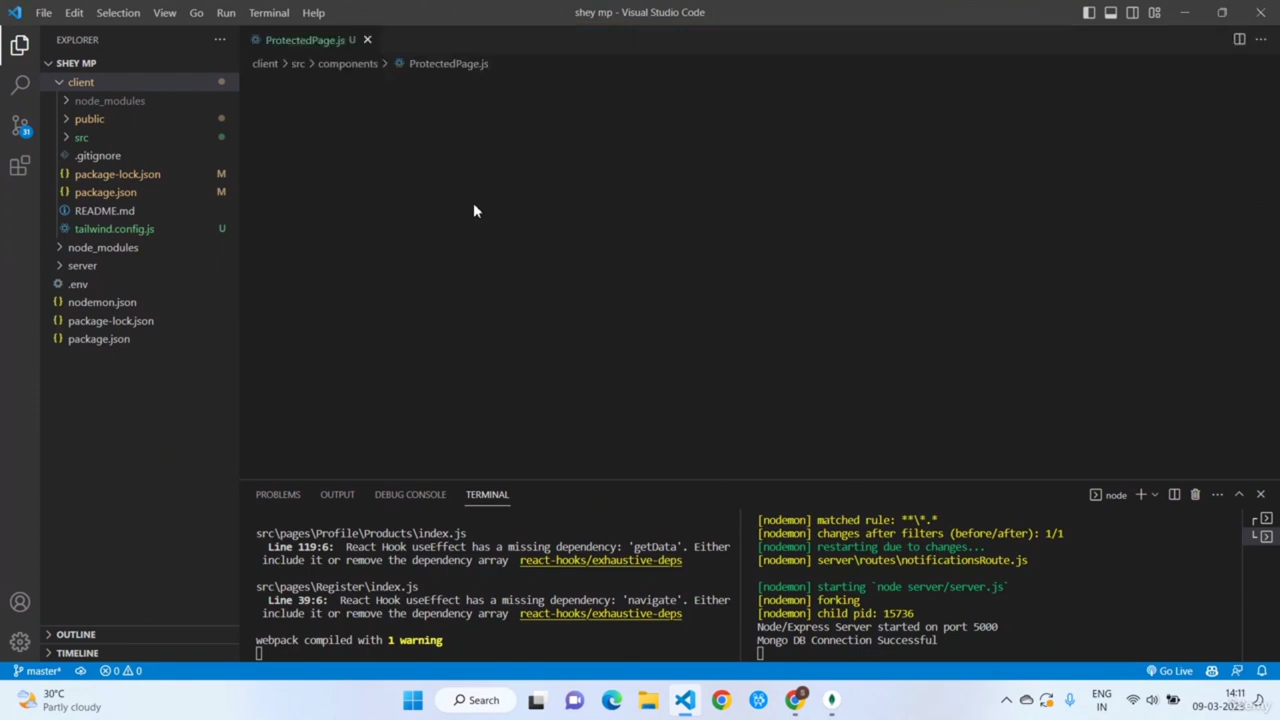 File Edit Selection View Go Run Terminal Help
shey mp - Visual Studio Code
EXPLORER
SHEY MP
client
node_modules
public
src
.gitignore
package-lock.json M
package.json M
README.md
tailwind.config.js U
node_modules
server
.env
nodemon.json
package-lock.json
package.json
OUTLINE
TIMELINE
31
ProtectedPage.js U
client > src > components > ProtectedPage.js
PROBLEMS OUTPUT DEBUG CONSOLE TERMINAL
node
src\pages\Profile\Products\index.js
Line 119:6: React Hook useEffect has a missing dependency: 'getData'. Either
include it or remove the dependency array react-hooks/exhaustive-deps
src\pages\Register\index.js
Line 39:6: React Hook useEffect has a missing dependency: 'navigate'. Either
include it or remove the dependency array react-hooks/exhaustive-deps
webpack compiled with 1 warning
[nodemon] matched rule: **\*.*
[nodemon] changes after filters (before/after): 1/1
[nodemon] restarting due to changes...
[nodemon] server\routes\notificationsRoute.js
[nodemon] starting `node server/server.js`
[nodemon] forking
[nodemon] child pid: 15736
Node/Express Server started on port 5000
Mongo DB Connection Successful
master*
0 0
Go Live
30°C
Partly cloudy
Search
ENG
IN
14:11
09-03-2023